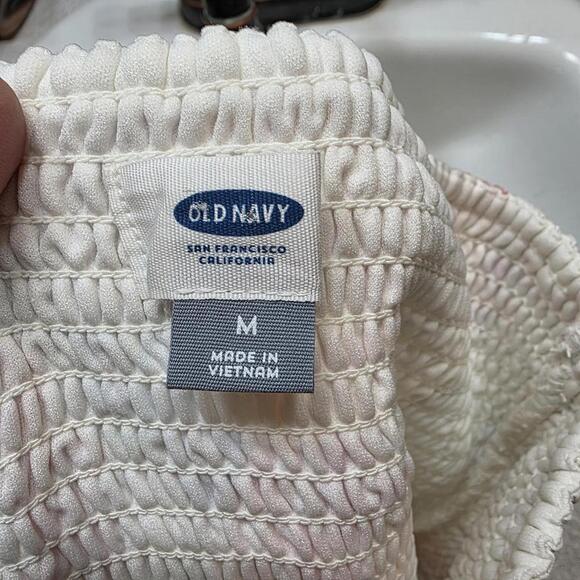 OLD NAVY
SAN FRANCISCO
CALIFORNIA
M
MADE IN
VIETNAM